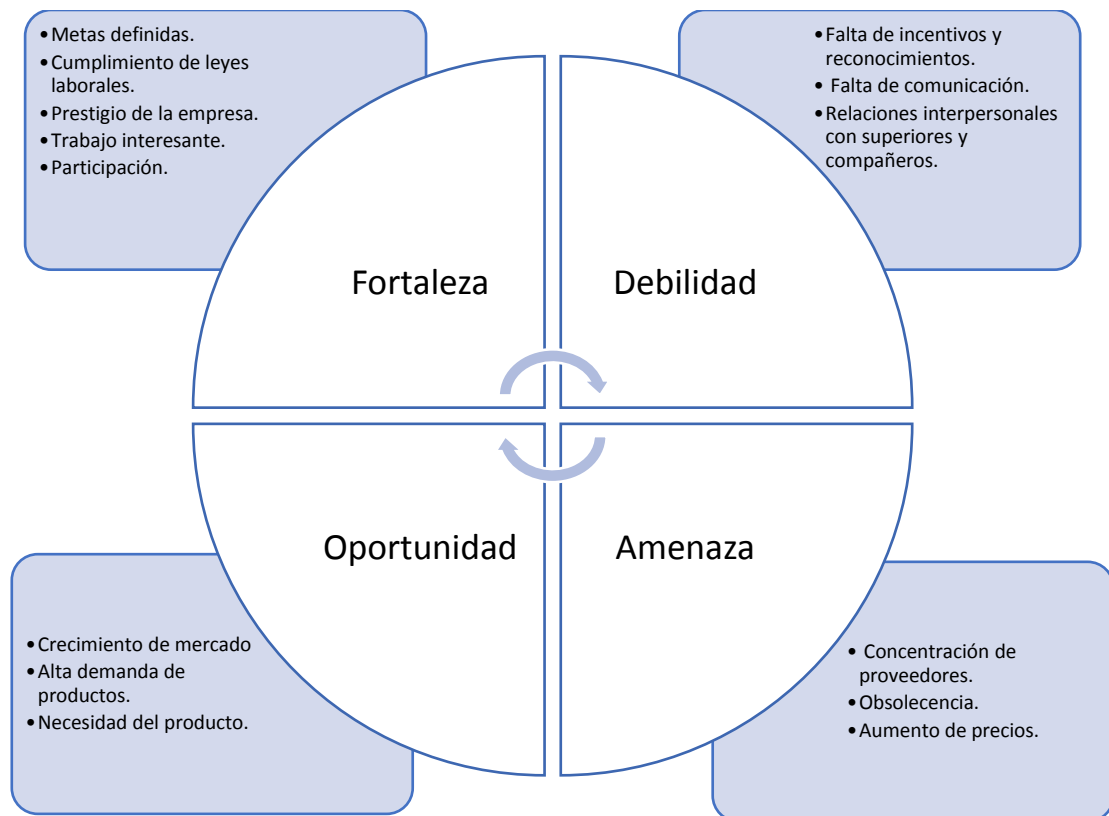 •Metas definidas.
•Cumplimiento de leyes
laborales.
•Prestigio de la empresa.
•Trabajo interesante.
•Participación.
•Falta de incentivos y
reconocimientos.
• Falta de comunicación.
•Relaciones interpersonales
con superiores y
compañeros.
Fortaleza
Debilidad
Oportunidad
Amenaza
•Crecimiento de mercado
•Alta demanda de
productos.
•Necesidad del producto.
• Concentración de
proveedores.
•Obsolecencia.
•Aumento de precios.